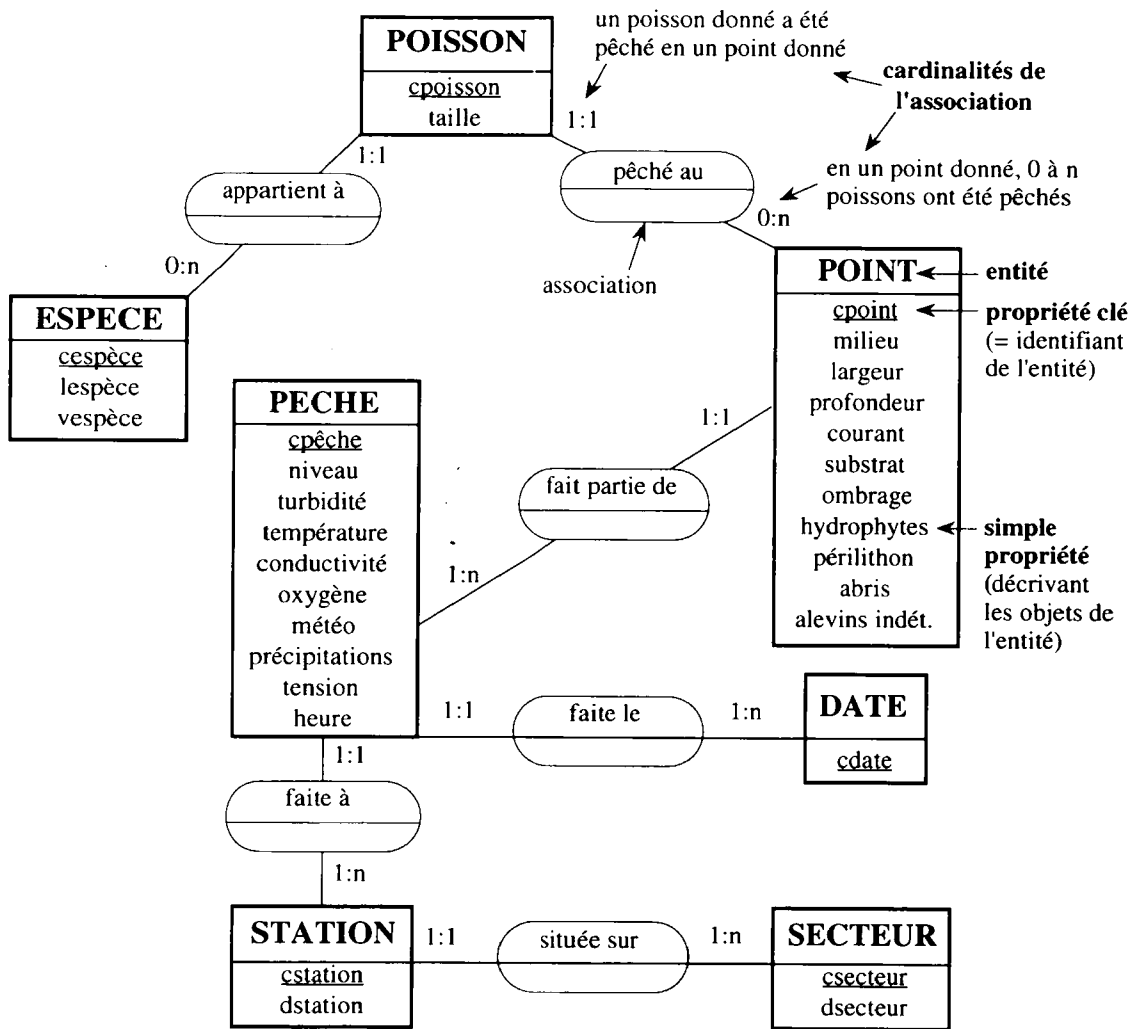 POISSON
cpoisson
taille
un poisson donné a été
pêché en un point donné
cardinalités de
l'association
1:1
1:1
appartient à
pêché au
en un point donné, 0 à n
poissons ont été pêchés
0:n
0:n
association
ESPECE
cespèce
lespèce
vespèce
POINT
entité
cpoint
propriété clé
(= identifiant
de l'entité)
milieu
largeur
profondeur
courant
substrat
ombrage
hydrophytes
simple
propriété
(décrivant
les objets de
l'entité)
périlithon
abris
alevins indét.
PECHE
cpêche
niveau
turbidité
température
conductivité
oxygène
météo
précipitations
tension
heure
1:1
fait partie de
1:n
1:1
faite le
1:n
DATE
cdate
1:1
faite à
1:n
STATION
cstation
dstation
1:1
située sur
1:n
SECTEUR
csecteur
dsecteur